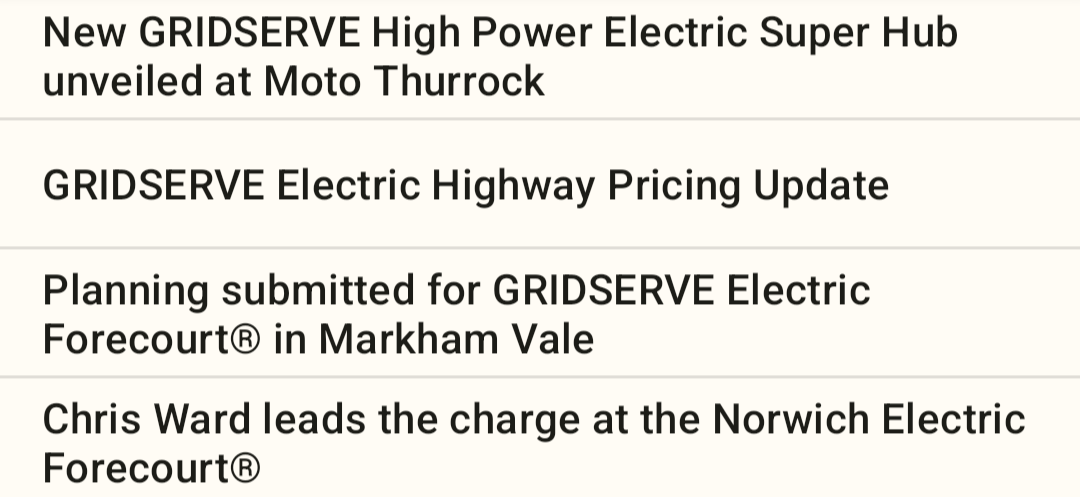 New GRIDSERVE High Power Electric Super Hub
unveiled at Moto Thurrock
GRIDSERVE Electric Highway Pricing Update
Planning submitted for GRIDSERVE Electric
Forecourt® in Markham Vale
Chris Ward leads the charge at the Norwich Electric
Forecourt®